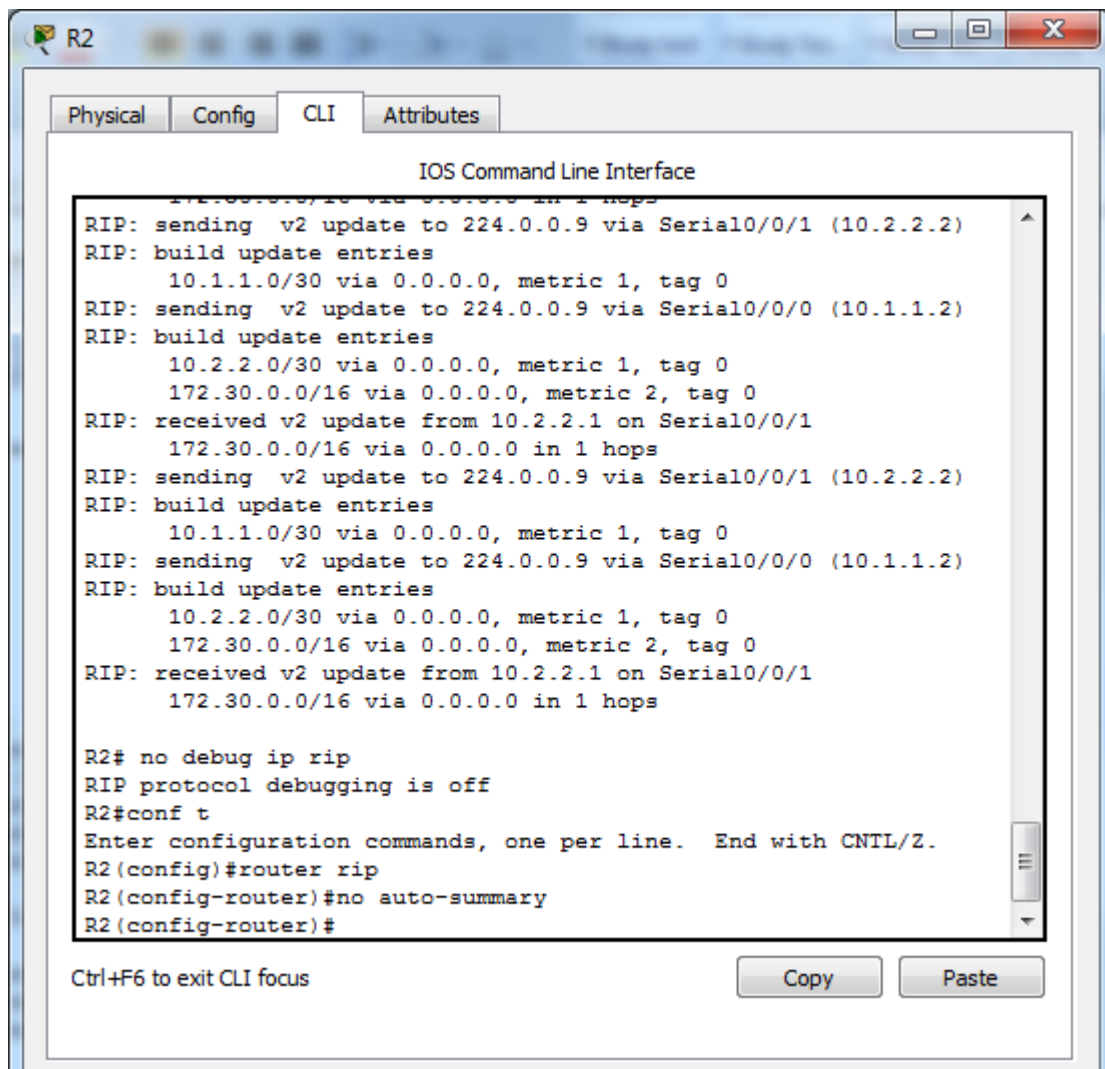 R2
Physical Config CLI Attributes
IOS Command Line Interface
RIP: sending  v2 update to 224.0.0.9 via Serial0/0/1 (10.2.2.2)
RIP: build update entries
      10.1.1.0/30 via 0.0.0.0, metric 1, tag 0
RIP: sending  v2 update to 224.0.0.9 via Serial0/0/0 (10.1.1.2)
RIP: build update entries
      10.2.2.0/30 via 0.0.0.0, metric 1, tag 0
      172.30.0.0/16 via 0.0.0.0, metric 2, tag 0
RIP: received v2 update from 10.2.2.1 on Serial0/0/1
      172.30.0.0/16 via 0.0.0.0 in 1 hops
RIP: sending  v2 update to 224.0.0.9 via Serial0/0/1 (10.2.2.2)
RIP: build update entries
      10.1.1.0/30 via 0.0.0.0, metric 1, tag 0
RIP: sending  v2 update to 224.0.0.9 via Serial0/0/0 (10.1.1.2)
RIP: build update entries
      10.2.2.0/30 via 0.0.0.0, metric 1, tag 0
      172.30.0.0/16 via 0.0.0.0, metric 2, tag 0
RIP: received v2 update from 10.2.2.1 on Serial0/0/1
      172.30.0.0/16 via 0.0.0.0 in 1 hops
R2# no debug ip rip
RIP protocol debugging is off
R2#conf t
Enter configuration commands, one per line.  End with CNTL/Z.
R2(config)#router rip
R2(config-router)#no auto-summary
R2(config-router)#
Ctrl+F6 to exit CLI focus
Copy Paste